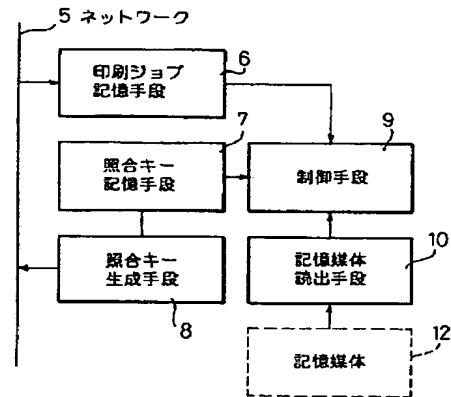 5 ネットワーク
印刷ジョブ
記憶手段
6
照合キー
記憶手段
7
制御手段
9
照合キー
生成手段
8
記憶媒体
読出手段
10
記憶媒体
12